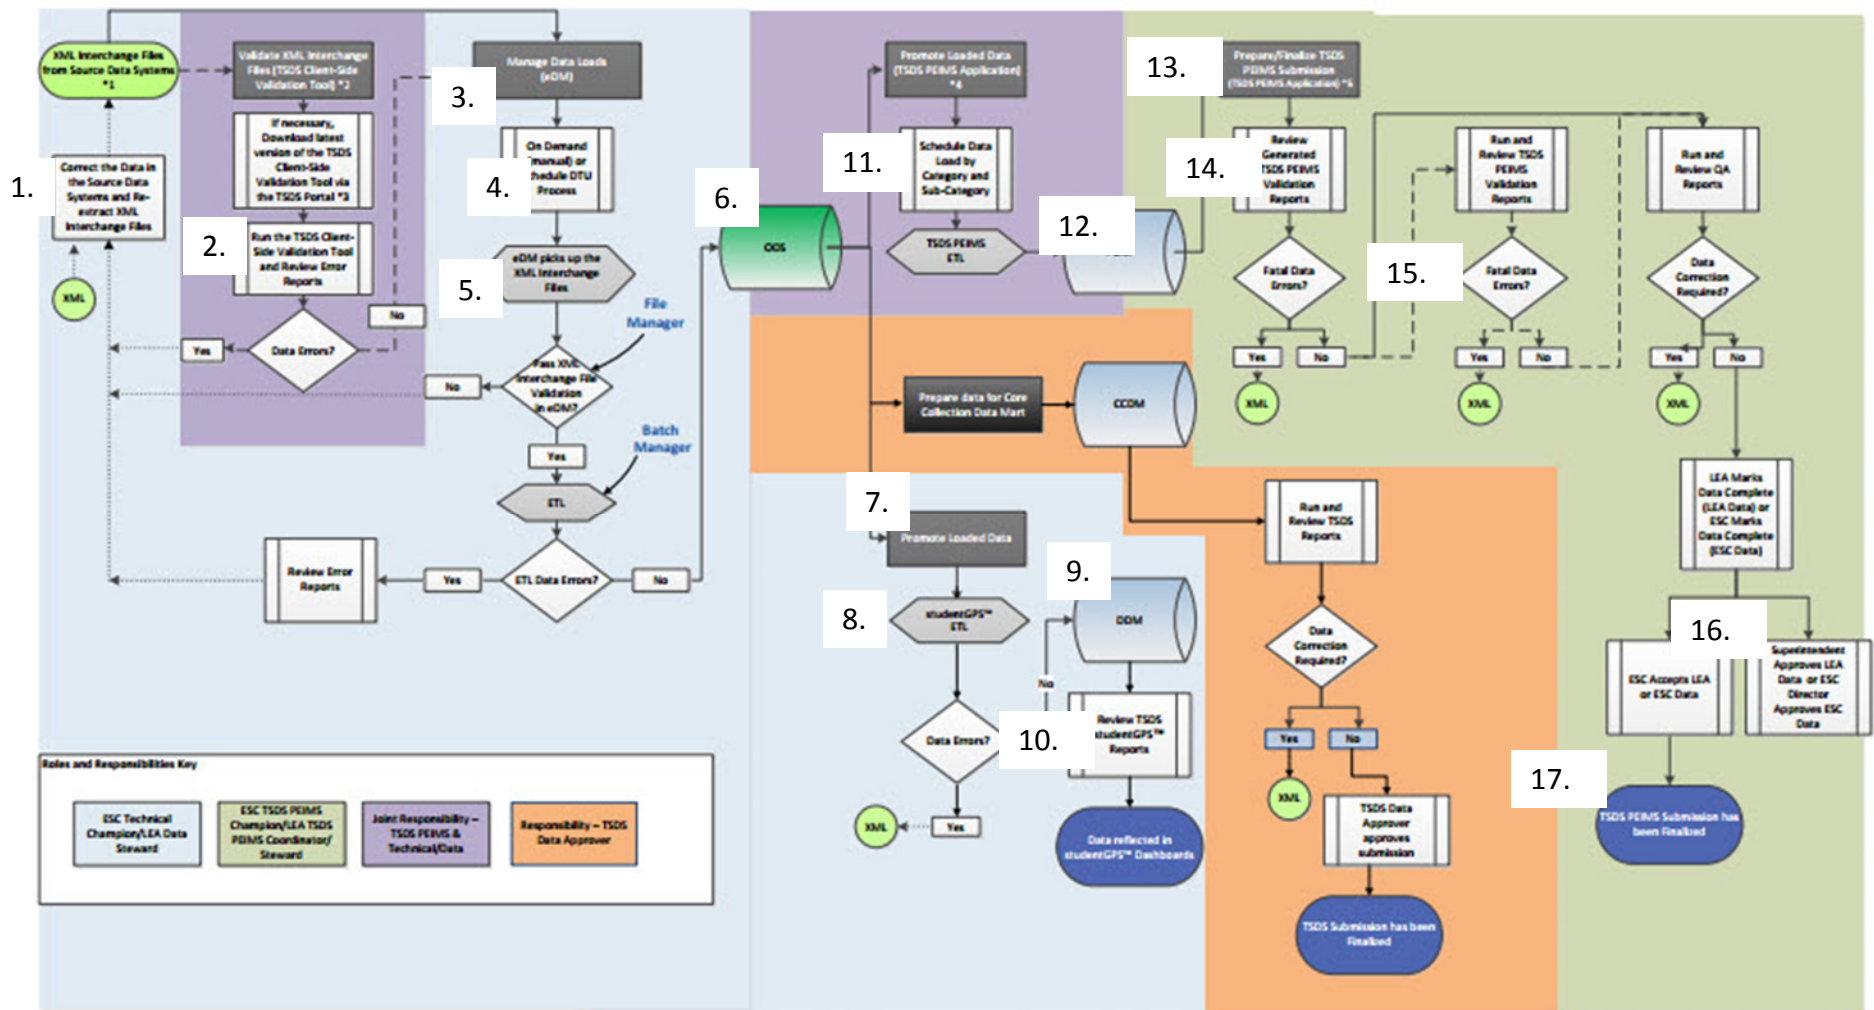 XML Interchange Files
from Source Data Systems
*1
Validate XML Interchange
Files (TSDS Client-Side
Validation Tool) *2
If necessary,
Download latest
version of the TSDS
Client-Side
Validation Tool via
the TSDS Portal *3
1.
Correct the Data in
the Source Data
Systems and Re-
extract XML
Interchange Files
XML
2.
Run the TSDS Client-
Side Validation Tool
and Review Error
Reports
Data Errors?
Yes
No
3.
Manage Data Loads
(eDM)
4.
On Demand
(manual) or
Schedule DTU
Process
5.
eDM picks up the
XML Interchange
Files
File
Manager
Pass XML
Interchange File
Validation
in eDM?
No
Yes
Batch
Manager
ETL
ETL Data Errors?
Yes
No
Review Error
Reports
6.
ODS
Promote Loaded Data
(TSDS PEIMS Application)
*4
11.
Schedule Data
Load by
Category and
Sub-Category
TSDS PEIMS
ETL
12.
Prepare data for Core
Collection Data Mart
CCDM
7.
Promote Loaded Data
8.
studentGPS™
ETL
Data Errors?
No
Yes
XML
9.
DDM
10.
Review TSDS
studentGPS™
Reports
Data reflected in
studentGPS™ Dashboards
13.
Prepare/Finalize TSDS
PEIMS Submission
(TSDS PEIMS Application) *5
14.
Review
Generated
TSDS PEIMS
Validation
Reports
Fatal Data
Errors?
Yes
No
XML
15.
Run and
Review TSDS
PEIMS
Validation
Reports
Fatal Data
Errors?
Yes
No
XML
Run and
Review QA
Reports
Data
Correction
Required?
Yes
No
XML
LEA Marks
Data Complete
(LEA Data) or
ESC Marks
Data Complete
(ESC Data)
16.
ESC Accepts LEA
or ESC Data
Superintendent
Approves LEA
Data or ESC
Director
Approves ESC
Data
17.
TSDS PEIMS Submission has
been Finalized
Run and
Review TSDS
Reports
Data
Correction
Required?
Yes
No
XML
TSDS Data
Approver
approves
submission
TSDS Submission has been
Finalized
Roles and Responsibilities Key
ESC Technical
Champion/LEA Data
Steward
ESC TSDS PEIMS
Champion/LEA TSDS
PEIMS Coordinator/
Steward
Joint Responsibility –
TSDS PEIMS &
Technical/Data
Responsibility – TSDS
Data Approver